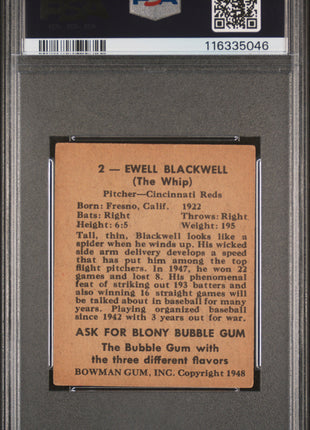 PSA
116335046
2 — EWELL BLACKWELL
(The Whip)
Pitcher—Cincinnati Reds
Born: Fresno, Calif. 1922
Bats: Right Throws: Right
Height: 6:5 Weight: 195
Tall, thin, Blackwell looks like a
spider when he winds up. His wicked
side arm delivery develops a speed
that has put him among the top
flight pitchers. In 1947, he won 22
games and lost 8. His phenomenal
feat of striking out 193 batters and
also winning 16 straight games will
be talked about in baseball for many
years. Playing organized baseball
since 1942 with 3 years out for war.
ASK FOR BLONY BUBBLE GUM
The Bubble Gum with
the three different flavors
BOWMAN GUM, INC. Copyright 1948